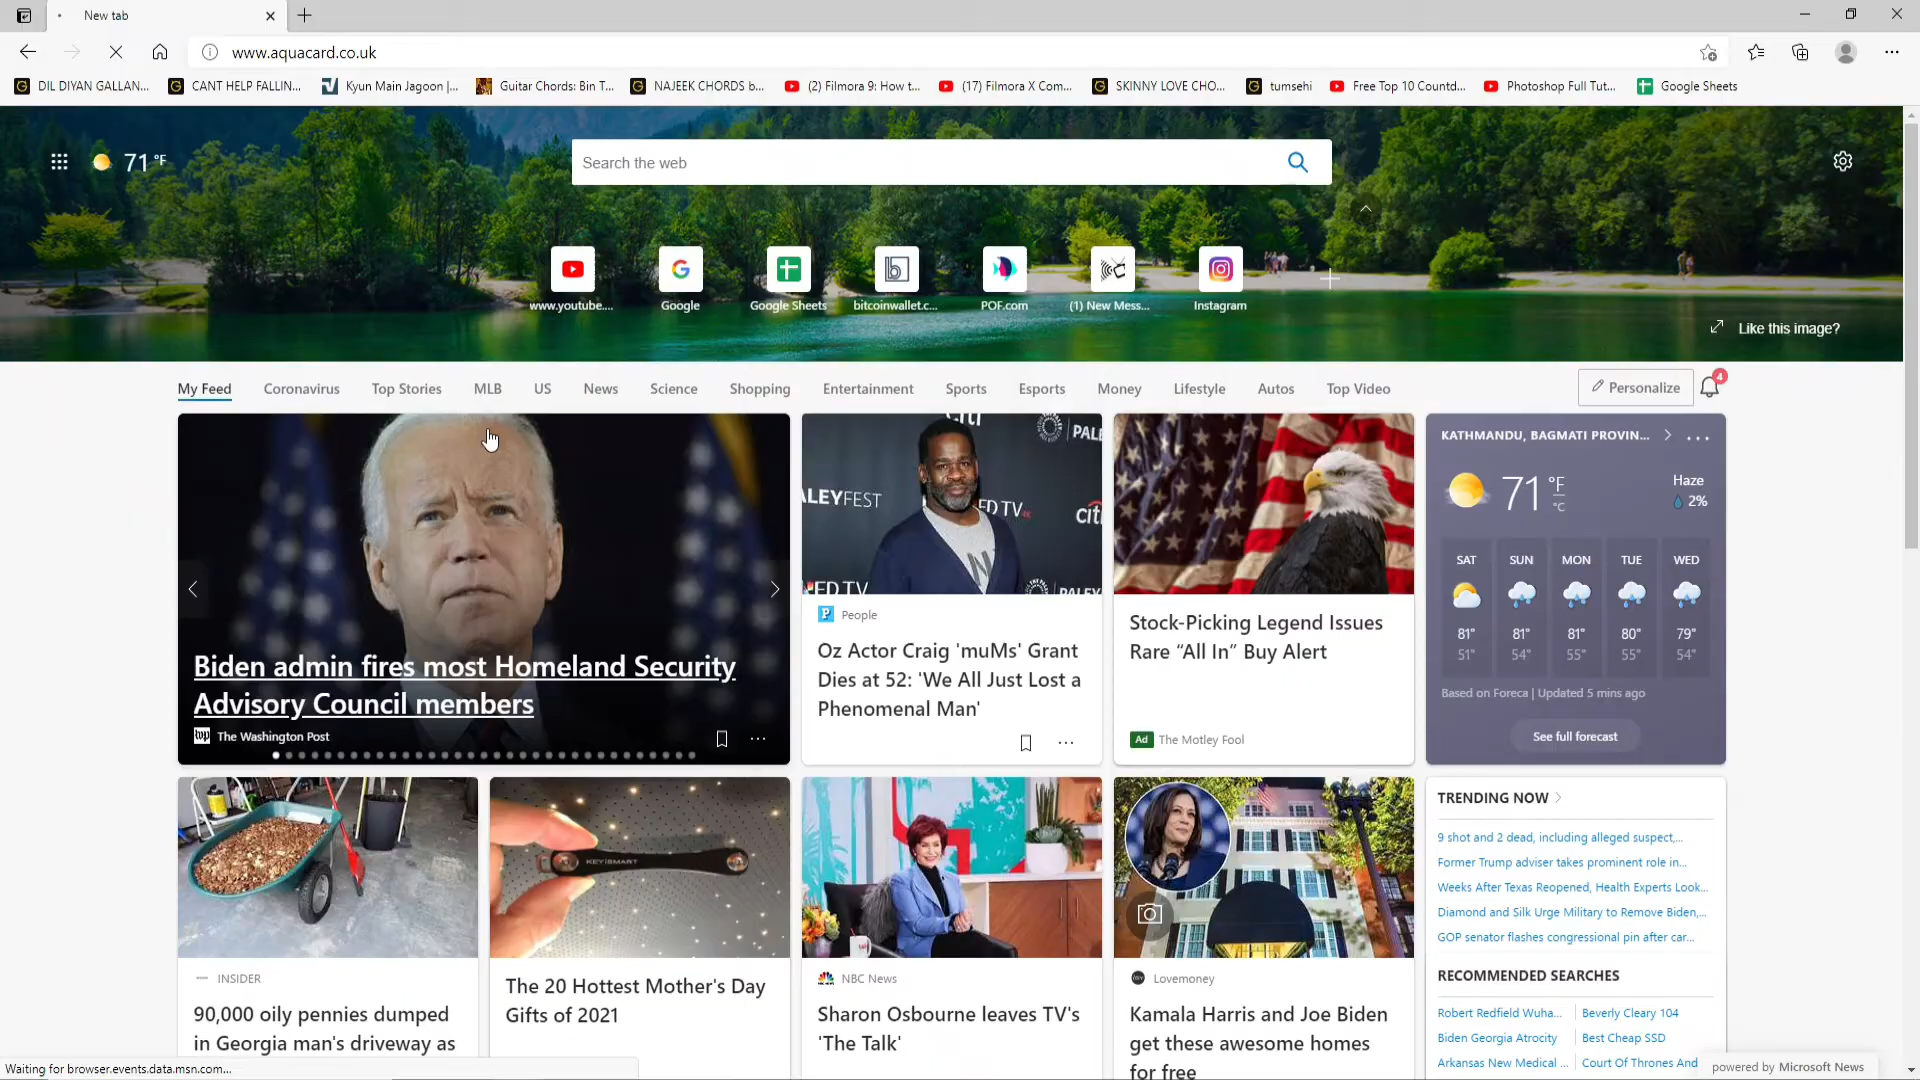 New tab
www.aquacard.co.uk
DIL DIYAN GALLAN...
CANT HELP FALLIN...
Kyun Main Jagoon |...
Guitar Chords: Bin T...
NAJEEK CHORDS b...
(2) Filmora 9: How t...
(17) Filmora X Com...
SKINNY LOVE CHO...
tumsehi
Free Top 10 Countd...
Photoshop Full Tut...
Google Sheets
71 °F
Search the web
www.youtube....
Google
Google Sheets
bitcoinwallet.c...
POF.com
(1) New Mess...
Instagram
Like this image?
My Feed
Coronavirus
Top Stories
MLB
US
News
Science
Shopping
Entertainment
Sports
Esports
Money
Lifestyle
Autos
Top Video
Personalize
4
Biden admin fires most Homeland Security
Advisory Council members
wp The Washington Post
citi
PALE
ALEYFEST
ED TV
citi
ED TV
PALEY
P People
Oz Actor Craig 'muMs' Grant
Dies at 52: 'We All Just Lost a
Phenomenal Man'
Stock-Picking Legend Issues
Rare “All In” Buy Alert
Ad The Motley Fool
KATHMANDU, BAGMATI PROVIN...
71 °F
°C
Haze
2%
SAT SUN MON TUE WED
81° 81° 81° 80° 79°
51° 54° 55° 55° 54°
Based on Foreca | Updated 5 mins ago
See full forecast
INSIDER
90,000 oily pennies dumped
in Georgia man's driveway as
KEYSMART
The 20 Hottest Mother's Day
Gifts of 2021
NBC News
Sharon Osbourne leaves TV's
'The Talk'
Lovemoney
Kamala Harris and Joe Biden
get these awesome homes
for free
TRENDING NOW
9 shot and 2 dead, including alleged suspect,...
Former Trump adviser takes prominent role in...
Weeks After Texas Reopened, Health Experts Look...
Diamond and Silk Urge Military to Remove Biden,...
GOP senator flashes congressional pin after car...
RECOMMENDED SEARCHES
Robert Redfield Wuha...
Beverly Cleary 104
Biden Georgia Atrocity
Best Cheap SSD
Arkansas New Medical ...
Court Of Thrones And
Waiting for browser.events.data.msn.com...
powered by Microsoft News